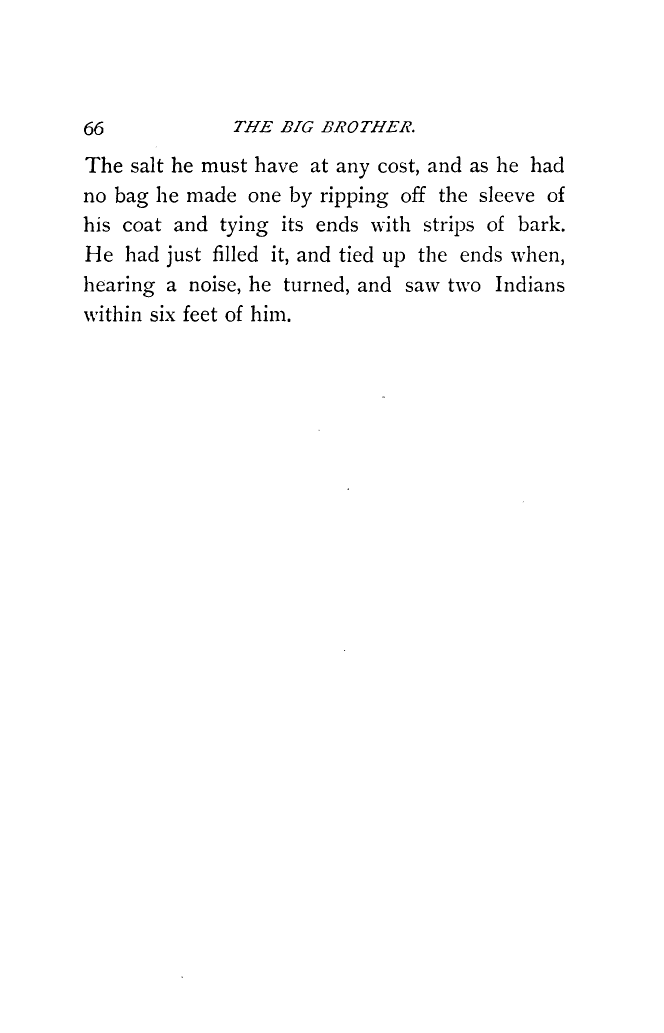 66 THE BIG BROTHER.
The salt he must have at any cost, and as he had
no bag he made one by ripping off the sleeve of
his coat and tying its ends with strips of bark.
He had just filled it, and tied up the ends when,
hearing a noise, he turned, and saw two Indians
within six feet of him.